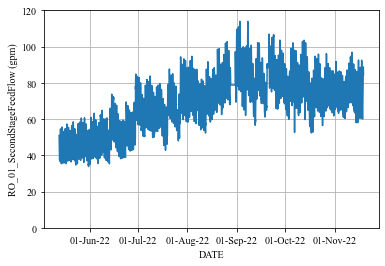 RO_01_SecondStageFeedFlow (gpm)
120
100
80
60
40
20
0
01-Jun-22 01-Jul-22 01-Aug-22 01-Sep-22 01-Oct-22 01-Nov-22
DATE